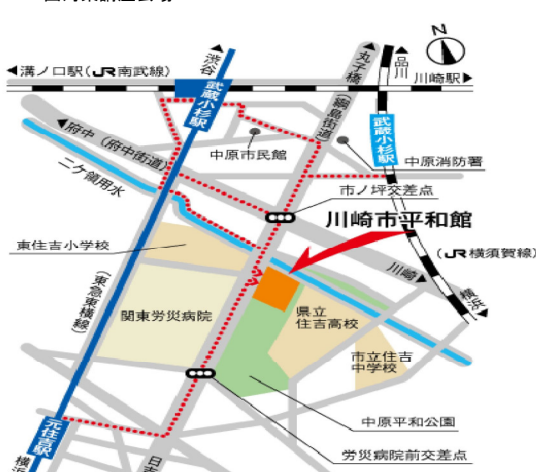 渋谷
丸子橋
品川
N
溝ノ口駅(JR南武線)
川崎駅
武蔵小杉駅
(綱島街道)
武蔵小杉駅
府中(府中街道)
中原市民館
中原消防署
二ケ領用水
市ノ坪交差点
川崎市平和館
東住吉小学校
(JR横須賀線)
川崎
横浜
(東急東横線)
関東労災病院
県立
住吉高校
市立住吉
中学校
中原平和公園
元住吉駅
労災病院前交差点